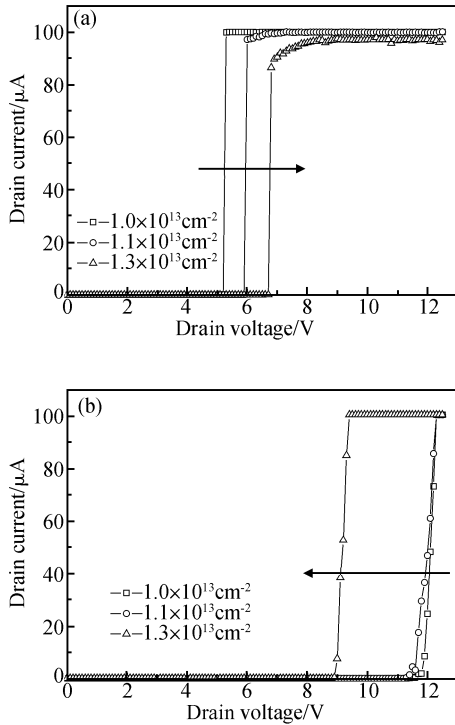 (a)
100
80
60
40
20
0
Drain current/μA
—□—1.0×10¹³cm⁻²
—○—1.1×10¹³cm⁻²
—△—1.3×10¹³cm⁻²
0 2 4 6 8 10 12
Drain voltage/V
(b)
100
80
60
40
20
0
Drain current/μA
—□—1.0×10¹³cm⁻²
—○—1.1×10¹³cm⁻²
—△—1.3×10¹³cm⁻²
0 2 4 6 8 10 12
Drain voltage/V